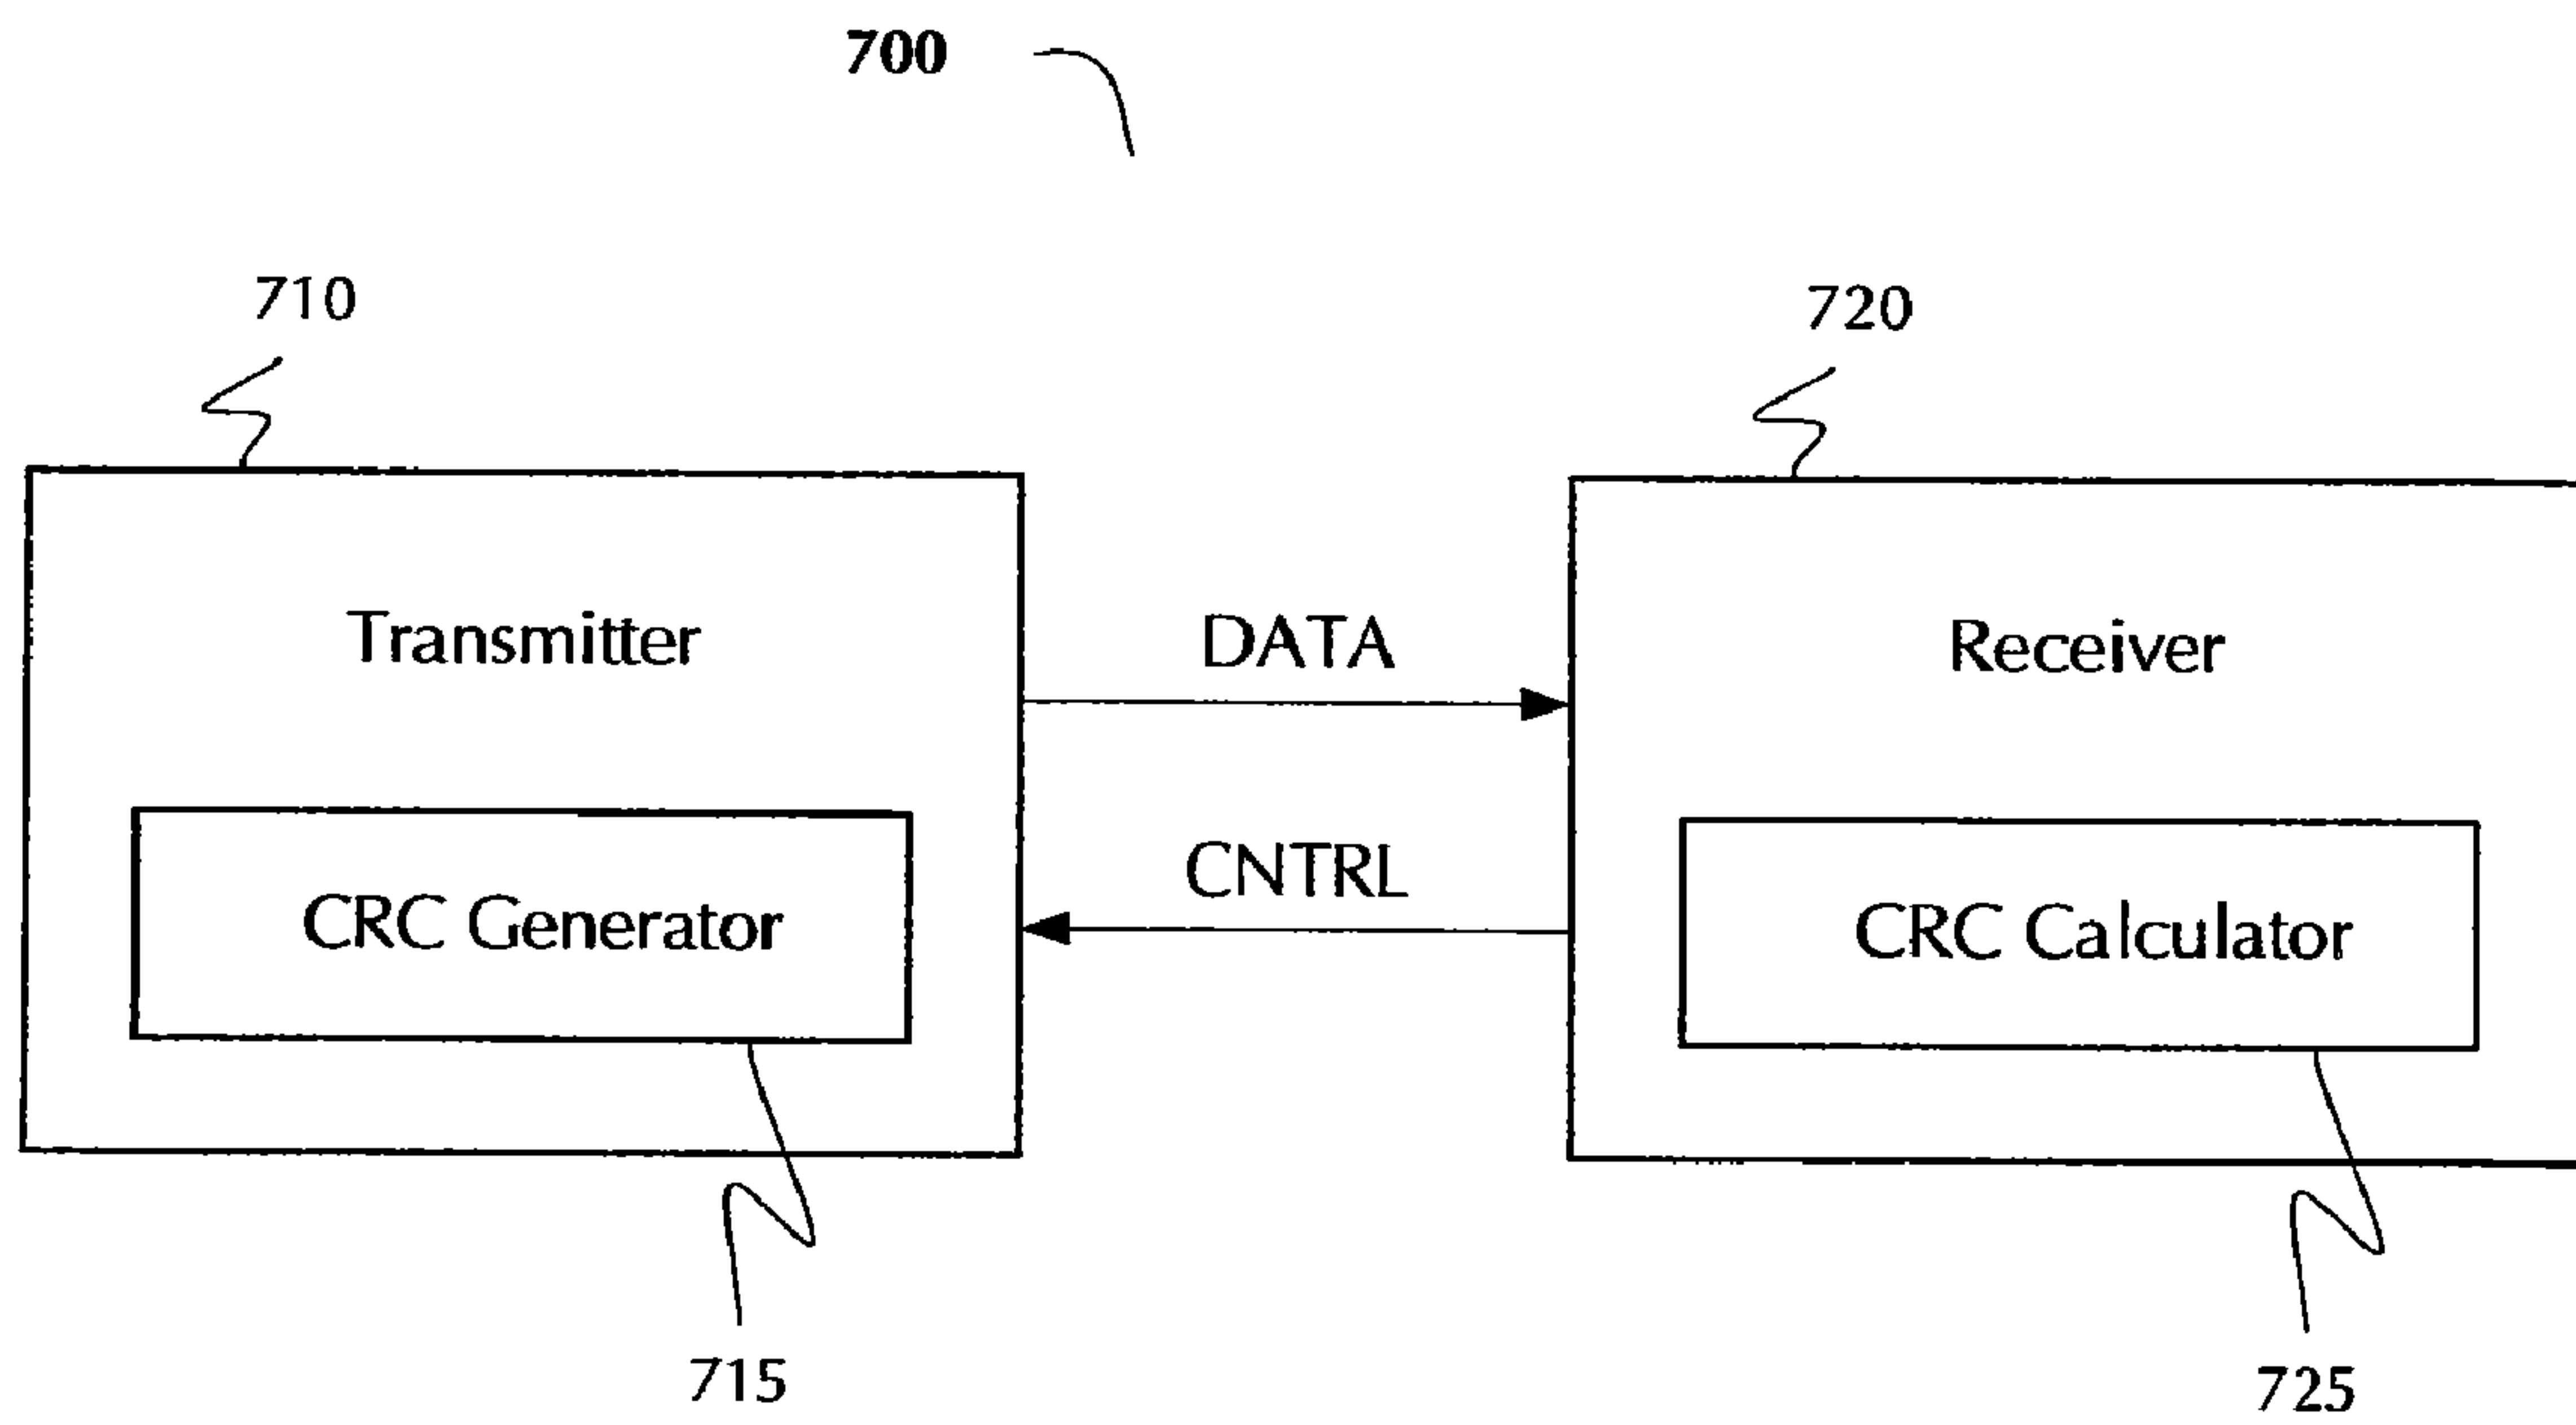 700
710
720
Transmitter
DATA
Receiver
CNTRL
CRC Generator
CRC Calculator
715
725